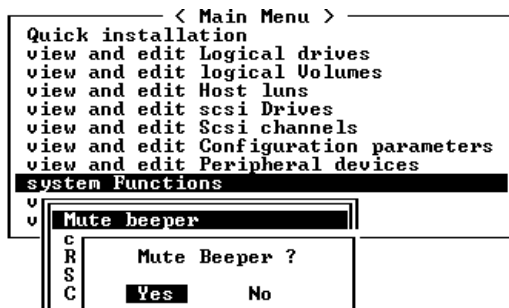 < Main Menu >
Quick installation
view and edit Logical drives
view and edit logical Volumes
view and edit Host luns
view and edit scsi Drives
view and edit Scsi channels
view and edit Configuration parameters
view and edit Peripheral devices
system Functions
v
v
Mute beeper
c
R
S
C
Mute Beeper ?
Yes No